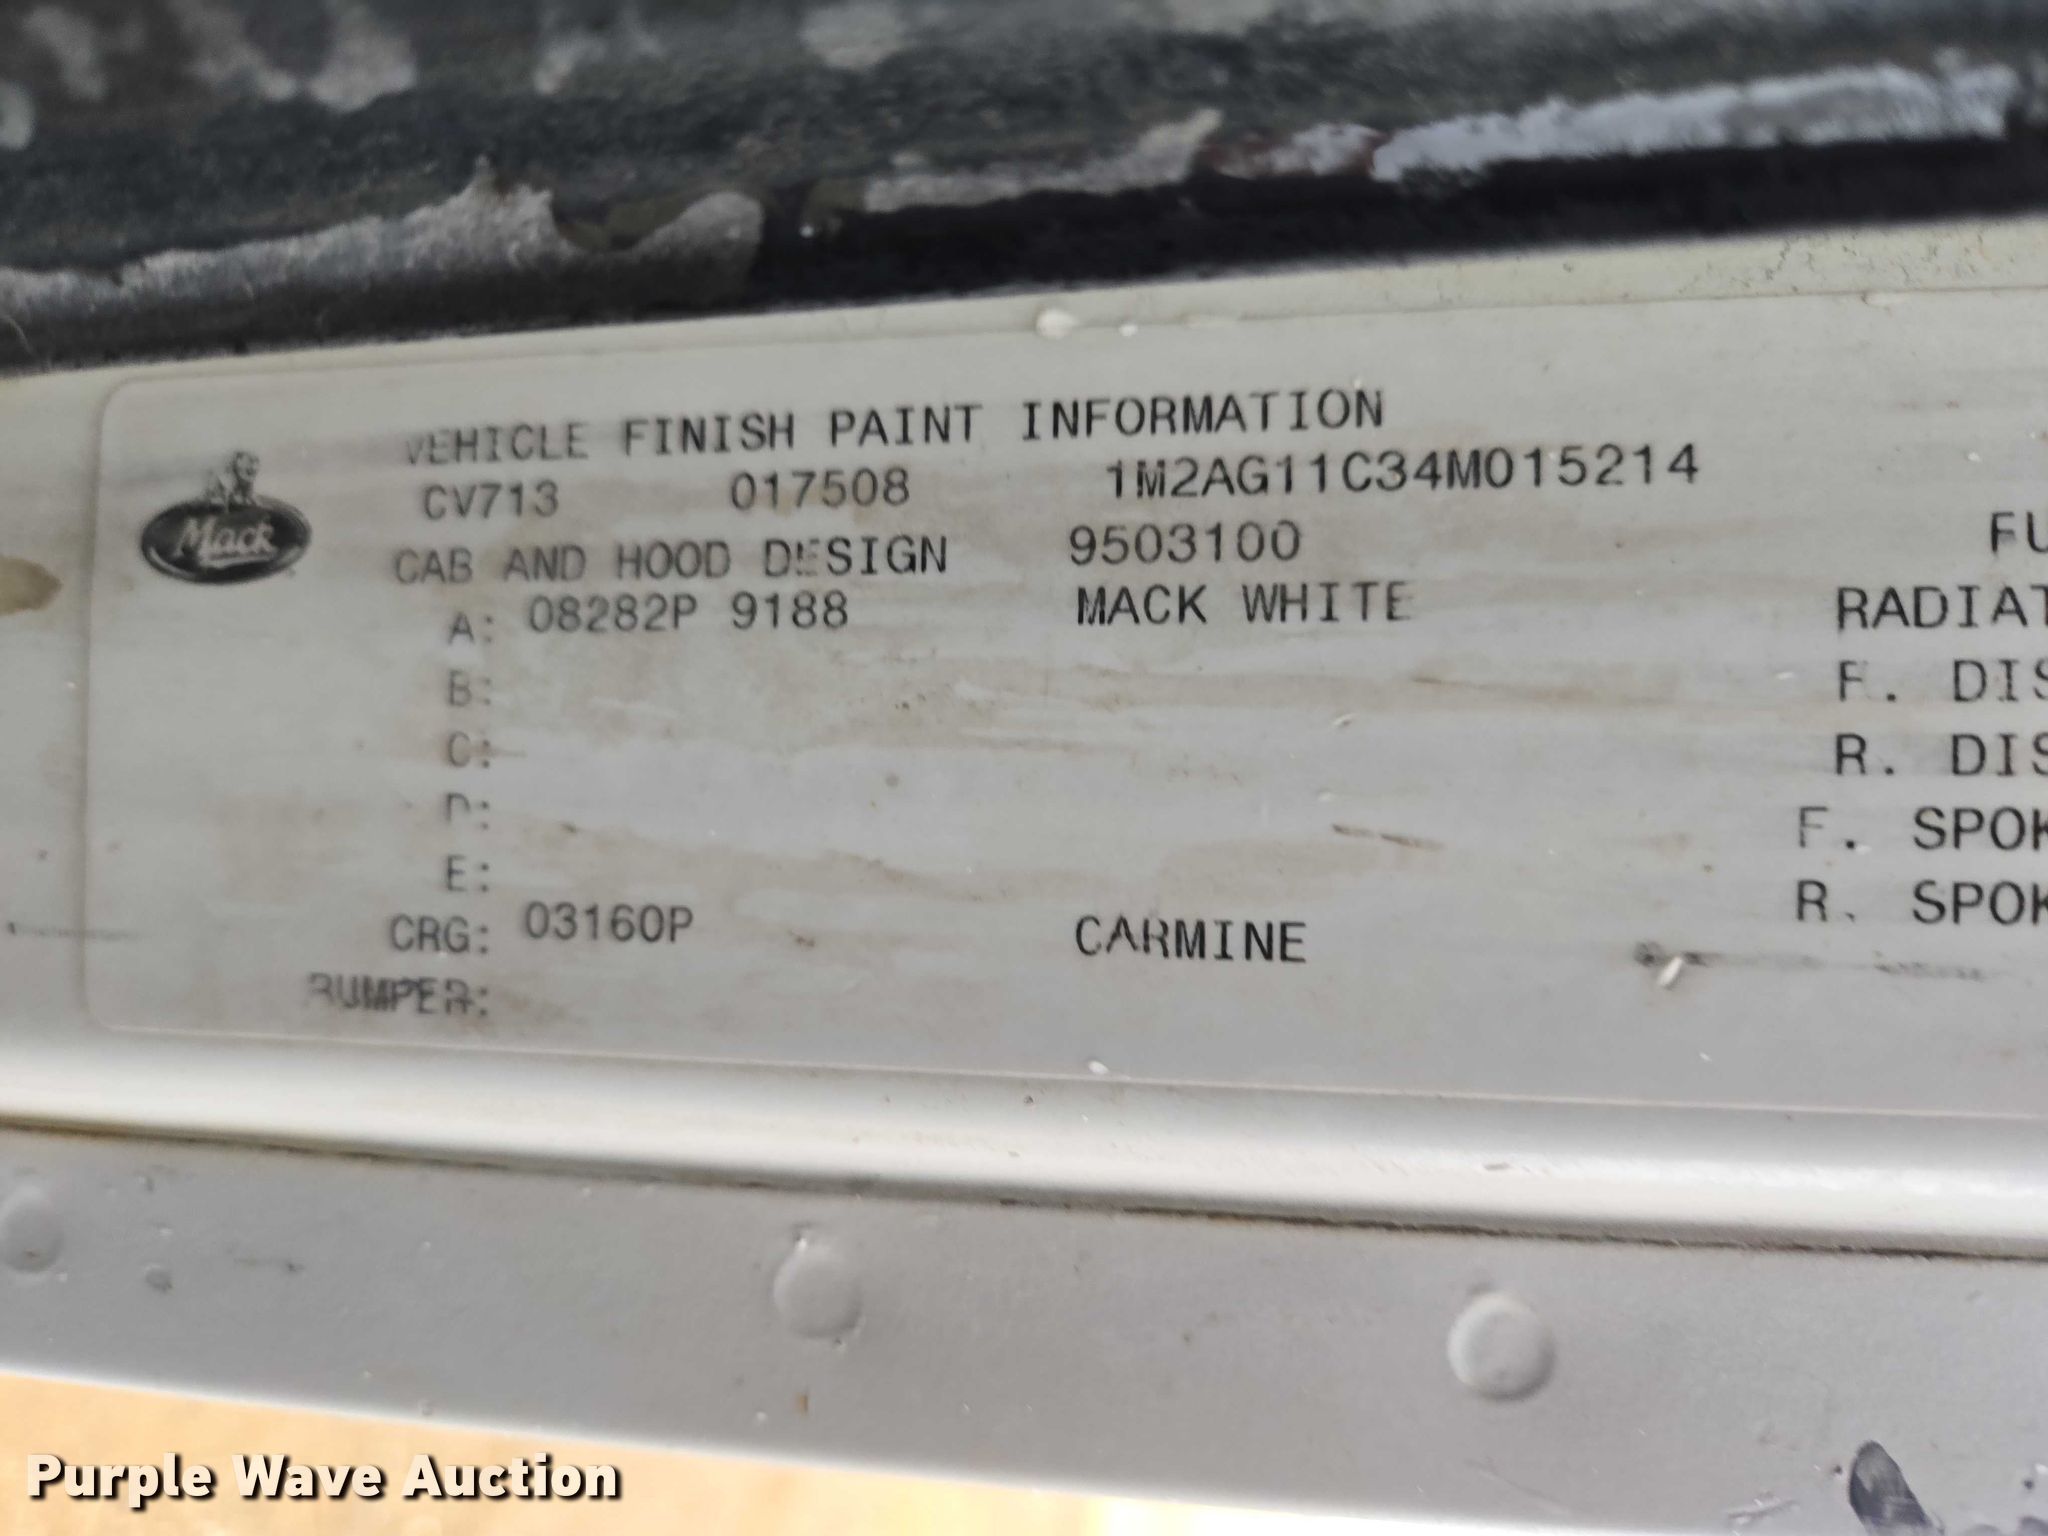 VEHICLE FINISH PAINT INFORMATION
CV713 017508 1M2AG11C34M015214
CAB AND HOOD DESIGN 9503100 FU
A: 08282P 9188 MACK WHITE RADIAT
B: F. DIS
C: R. DIS
D: F. SPOK
E: R. SPOK
CRG: 03160P CARMINE
BUMPER:
Mack
Purple Wave Auction